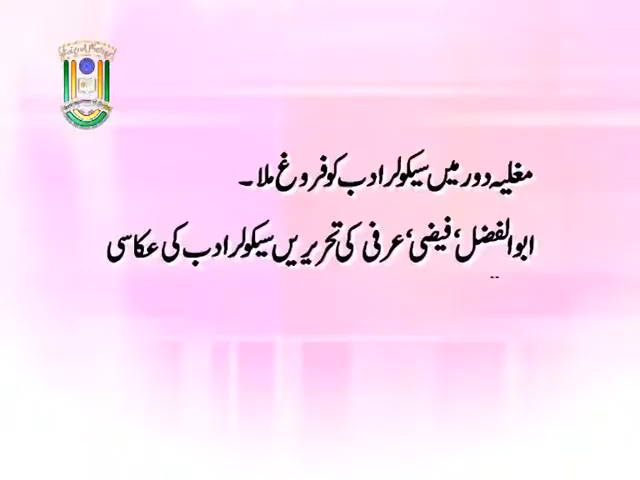 مغلیہ دور میں سیکولر ادب کو فروغ ملا۔
ابوالفضل، فیضی، عرفی کی تحریریں سیکولر ادب کی عکاسی